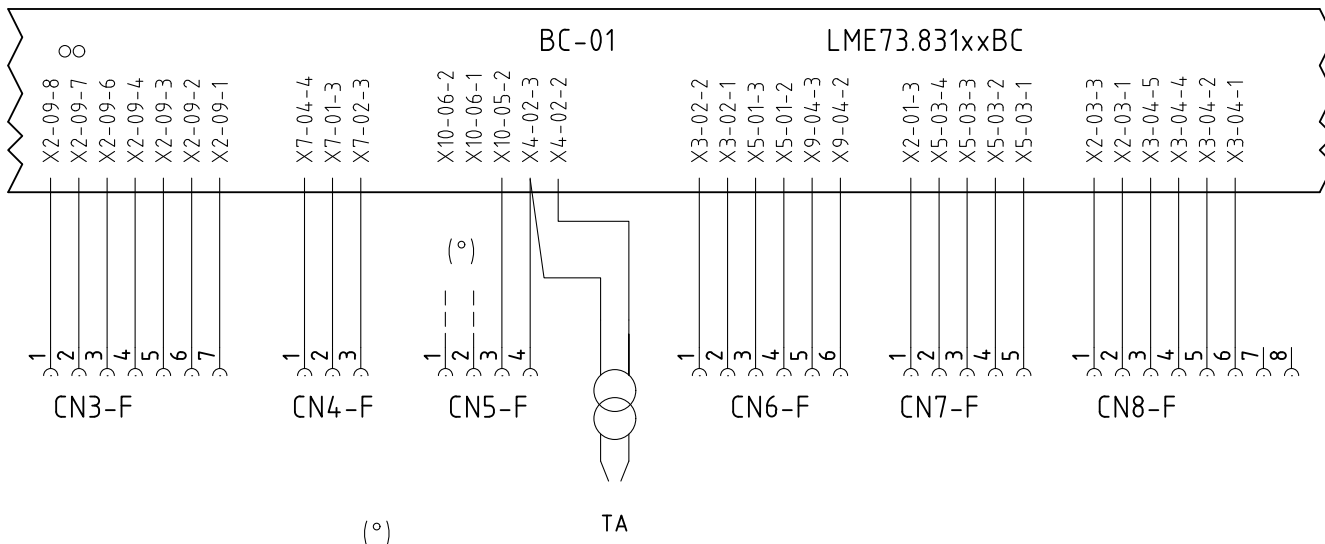 BC-01 LME73.831xxBC
X2-09-8
X2-09-7
X2-09-6
X2-09-4
X2-09-3
X2-09-2
X2-09-1
X7-04-4
X7-01-3
X7-02-3
X10-06-2
X10-06-1
X10-05-2
X4-02-3
X4-02-2
X3-02-2
X3-02-1
X5-01-3
X5-01-2
X9-04-3
X9-04-2
X2-01-3
X5-03-4
X5-03-3
X5-03-2
X5-03-1
X2-03-3
X2-03-1
X3-04-5
X3-04-4
X3-04-2
X3-04-1
(°)
1 2 3 4 5 6 7
1 2 3
1 2 3 4
1 2 3 4 5 6
1 2 3 4 5
1 2 3 4 5 6 7 8
CN3-F CN4-F CN5-F CN6-F CN7-F CN8-F
TA
(°)